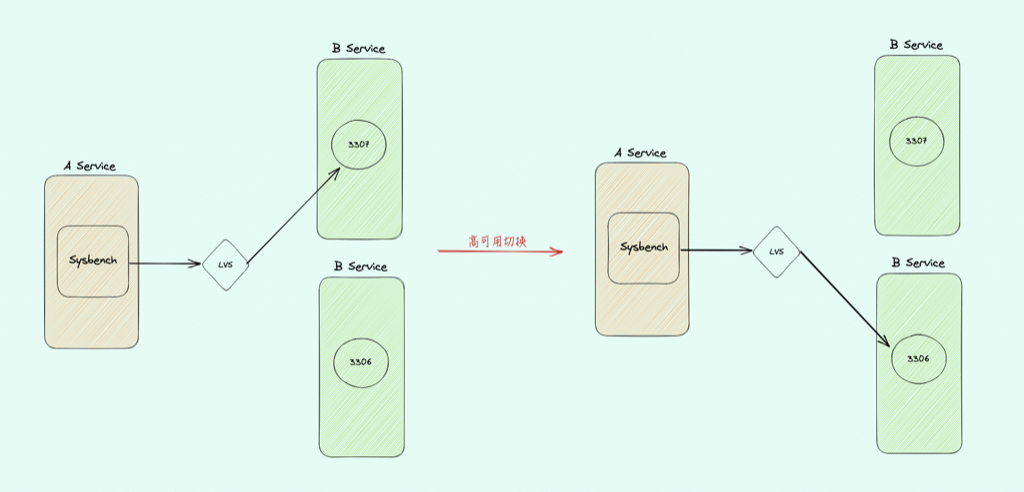 B Service
3307
A Service
Sysbench
LVS
B Service
3306
高可用切换
B Service
3307
A Service
Sysbench
LVS
B Service
3306